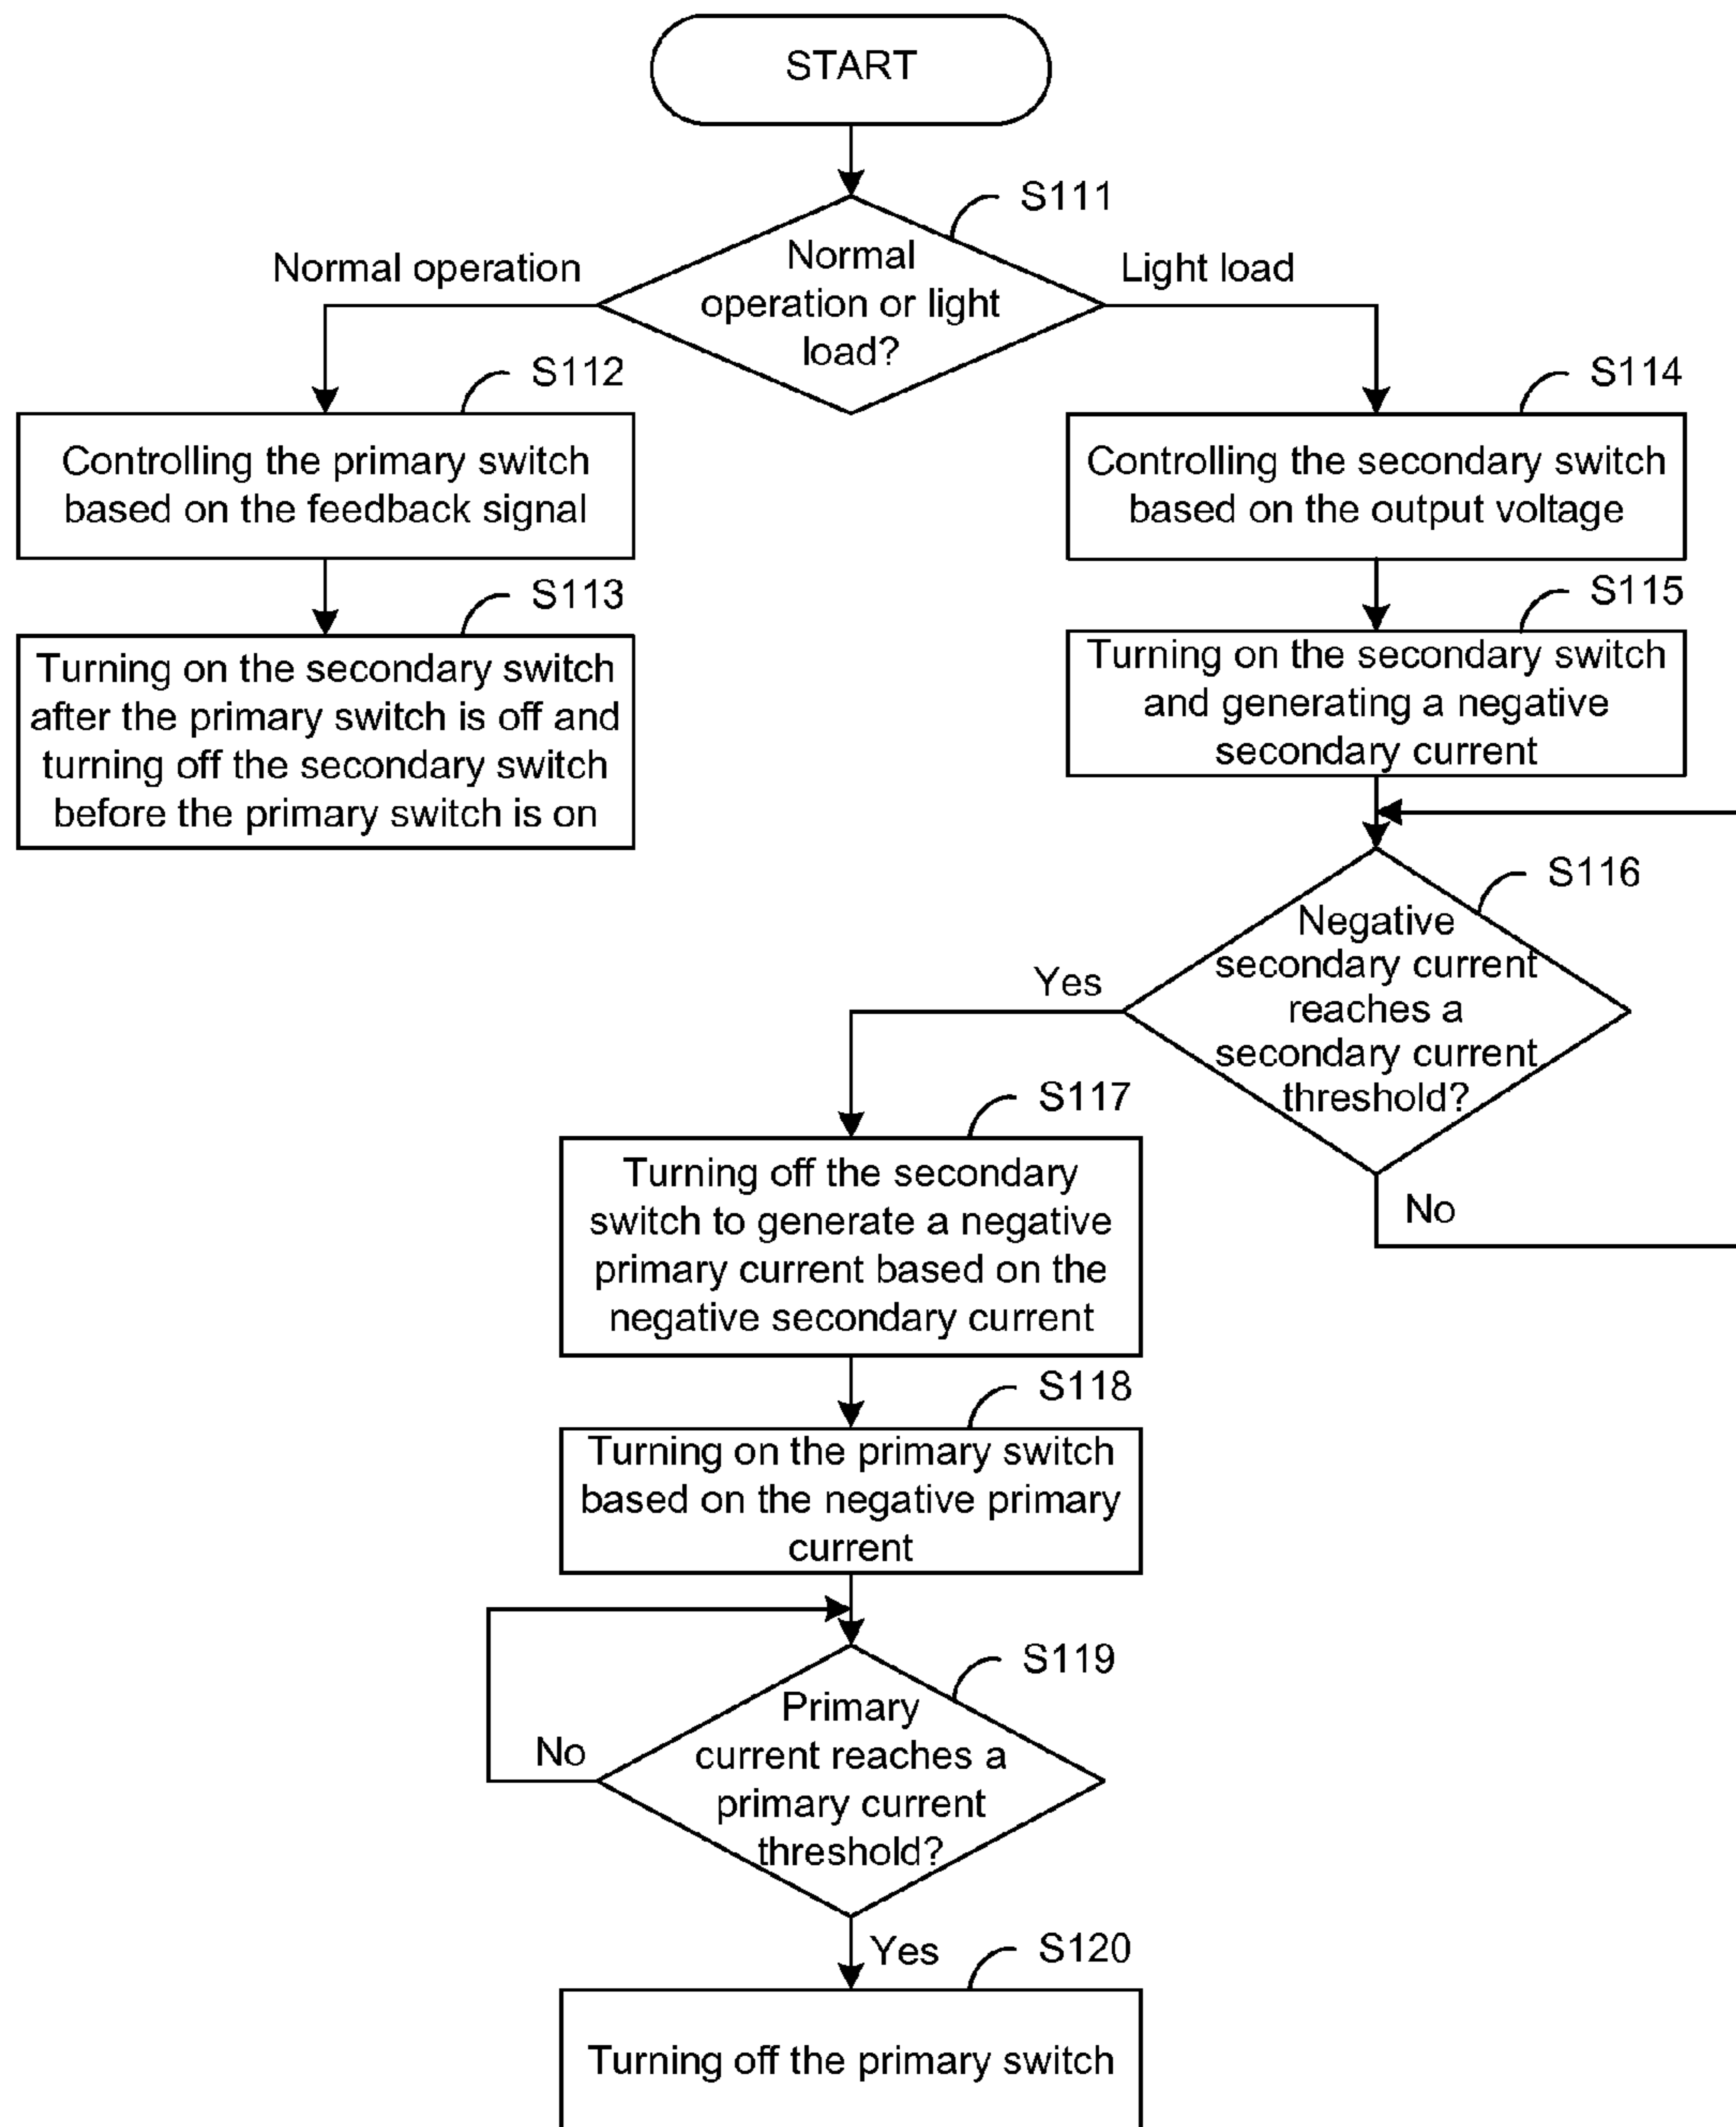 START
S111
Normal
operation or light
load?
Normal operation
Light load
S112
Controlling the primary switch
based on the feedback signal
S113
Turning on the secondary switch
after the primary switch is off and
turning off the secondary switch
before the primary switch is on
S114
Controlling the secondary switch
based on the output voltage
S115
Turning on the secondary switch
and generating a negative
secondary current
S116
Negative
secondary current
reaches a
secondary current
threshold?
Yes
No
S117
Turning off the secondary
switch to generate a negative
primary current based on the
negative secondary current
S118
Turning on the primary switch
based on the negative primary
current
S119
Primary
current reaches a
primary current
threshold?
No
Yes
S120
Turning off the primary switch